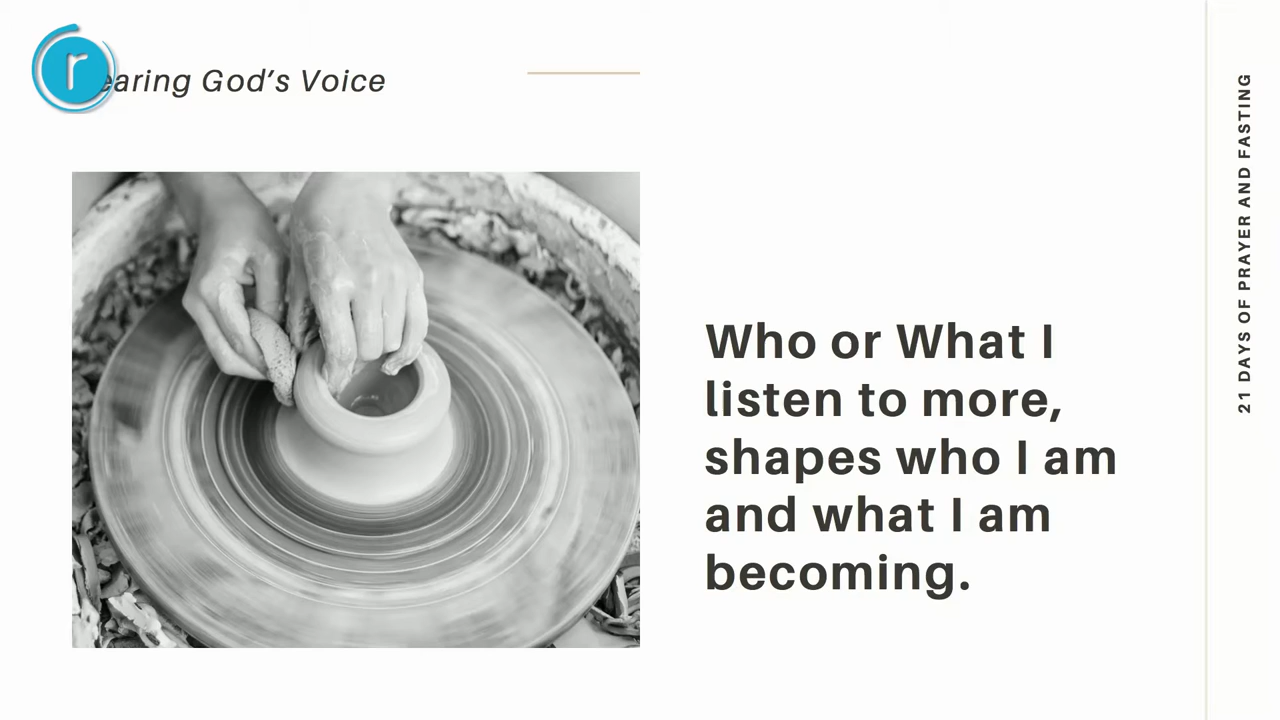 r
earing God’s Voice
Who or What I
listen to more,
shapes who I am
and what I am
becoming.
21 DAYS OF PRAYER AND FASTING